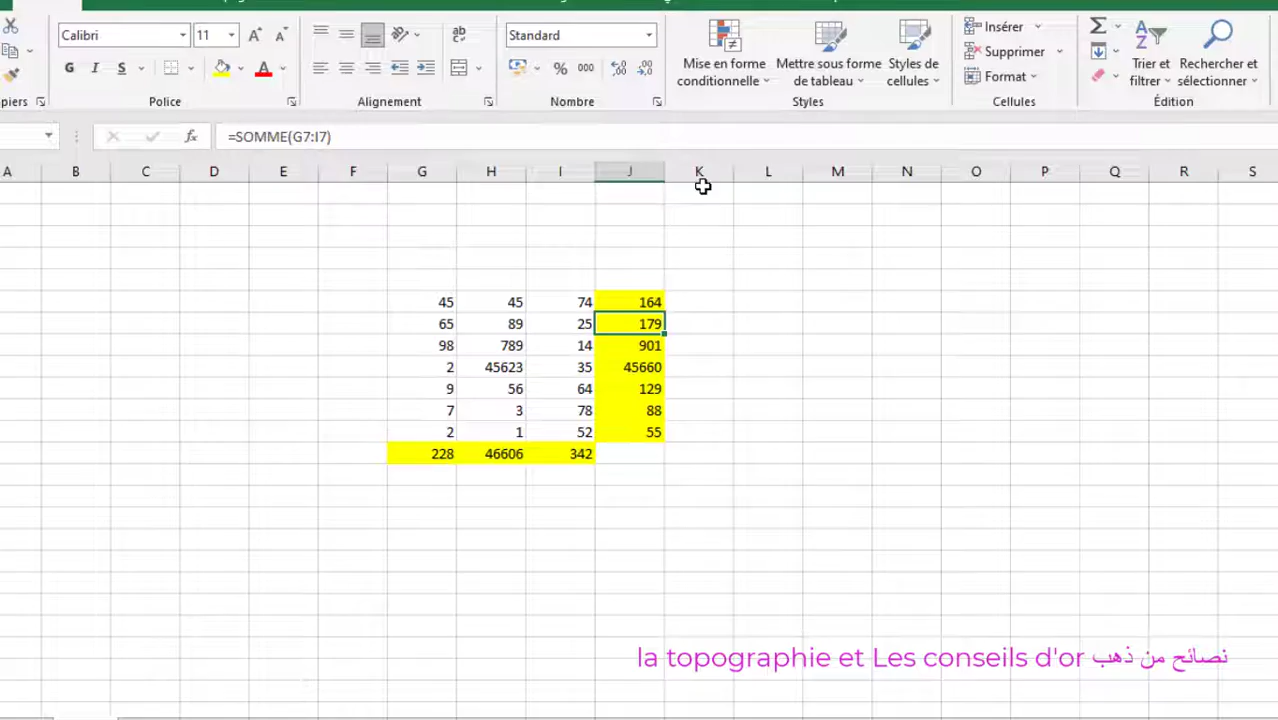 Calibri 11 A A ab Standard Insérer Σ
Supprimer
G I S A % 000 Mise en forme Mettre sous forme Styles de Format Trier et Rechercher et
conditionnelle de tableau cellules filtrer sélectionner
apiers Police Alignement Nombre Styles Cellules Édition
fx =SOMME(G7:I7)
A B C D E F G H I J K L M N O P Q R S
45 45 74 164
65 89 25 179
98 789 14 901
2 45623 35 45660
9 56 64 129
7 3 78 88
2 1 52 55
228 46606 342
la topographie et Les conseils d'or نصائح من ذهب